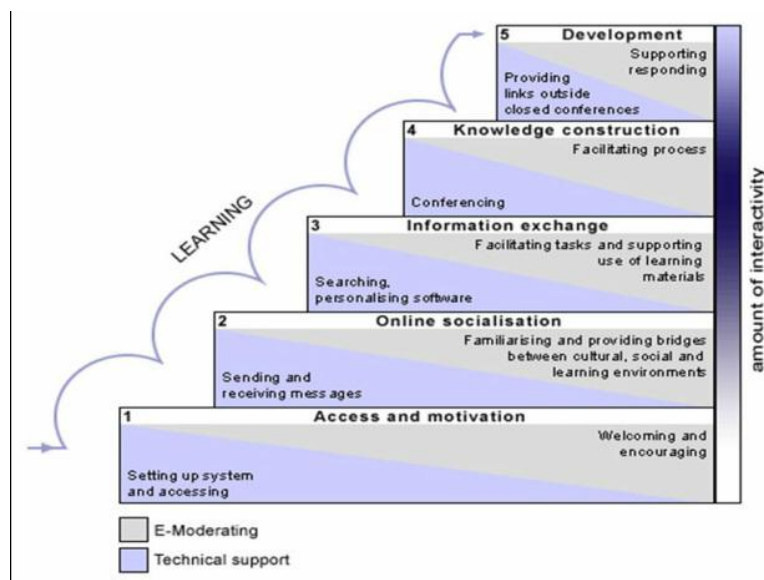 5 Development
Supporting
responding
Providing
links outside
closed conferences
4 Knowledge construction
Facilitating process
Conferencing
3 Information exchange
Facilitating tasks and supporting
use of learning
materials
Searching,
personalising software
2 Online socialisation
Familiarising and providing bridges
between cultural, social and
learning environments
Sending and
receiving messages
1 Access and motivation
Welcoming and
encouraging
Setting up system
and accessing
LEARNING
amount of interactivity
E-Moderating
Technical support